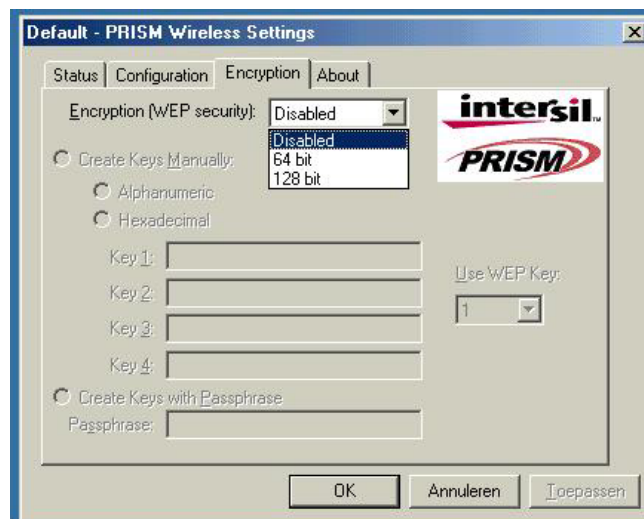 Default - PRISM Wireless Settings
Status Configuration Encryption About
Encryption (WEP security): Disabled
Disabled
64 bit
128 bit
intersil™
PRISM
Create Keys Manually:
Alphanumeric
Hexadecimal
Key 1:
Key 2:
Key 3:
Key 4:
Use WEP Key:
1
Create Keys with Passphrase
Passphrase:
OK Annuleren Toepassen